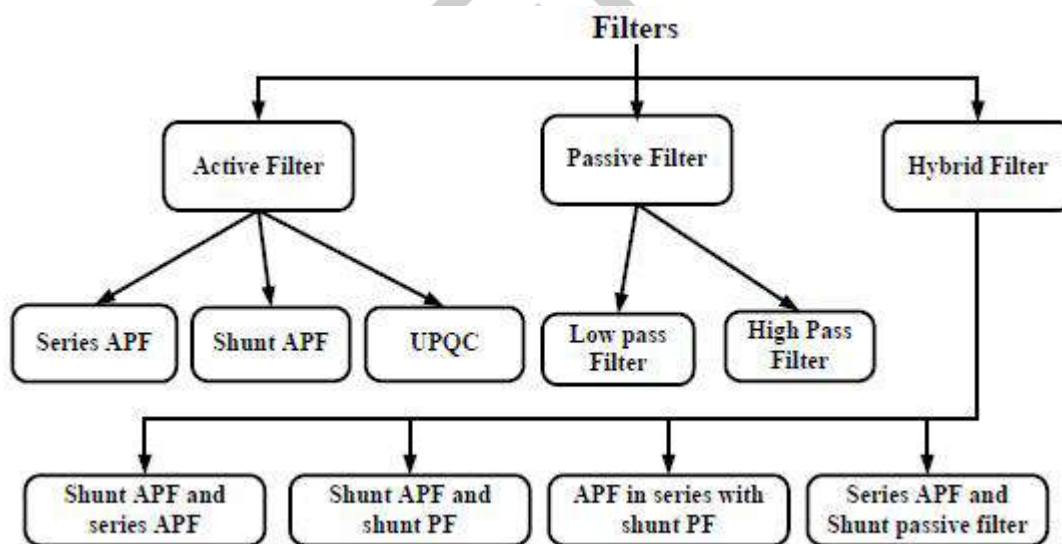 Filters
Active Filter
Passive Filter
Hybrid Filter
Series APF
Shunt APF
UPQC
Low pass
Filter
High Pass
Filter
Shunt APF and
series APF
Shunt APF and
shunt PF
APF in series with
shunt PF
Series APF and
Shunt passive filter